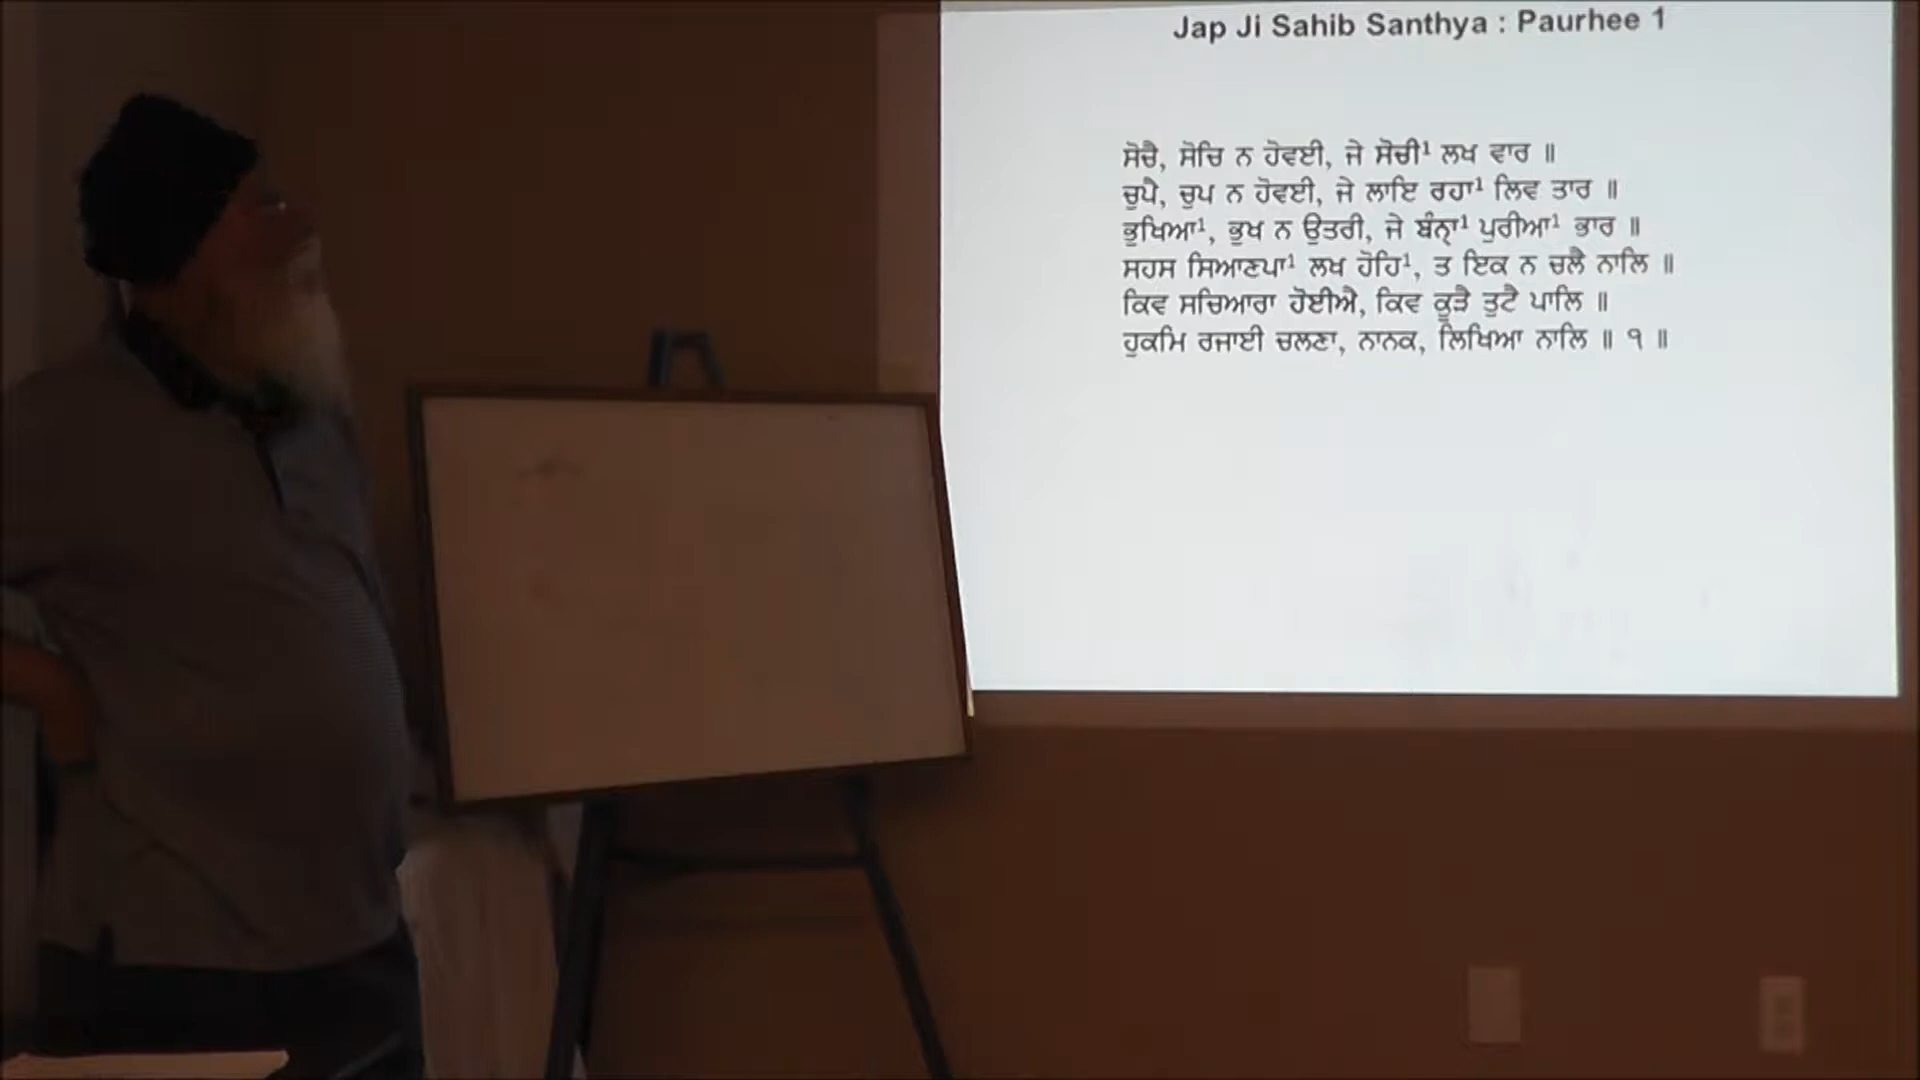 Jap Ji Sahib Santhya : Paurhee 1
ਸੋਚੈ, ਸੋਚਿ ਨ ਹੋਵਈ, ਜੇ ਸੋਚੀ¹ ਲਖ ਵਾਰ ॥
ਚੁਪੈ, ਚੁਪ ਨ ਹੋਵਈ, ਜੇ ਲਾਇ ਰਹਾ¹ ਲਿਵ ਤਾਰ ॥
ਭੁਖਿਆ¹, ਭੁਖ ਨ ਉਤਰੀ, ਜੇ ਬੰਨ੍ਹਾ¹ ਪੁਰੀਆ¹ ਭਾਰ ॥
ਸਹਸ ਸਿਆਣਪਾ¹ ਲਖ ਹੋਹਿ¹, ਤ ਇਕ ਨ ਚਲੈ ਨਾਲਿ ॥
ਕਿਵ ਸਚਿਆਰਾ ਹੋਈਐ, ਕਿਵ ਕੂੜੈ ਤੁਟੈ ਪਾਲਿ ॥
ਹੁਕਮਿ ਰਜਾਈ ਚਲਣਾ, ਨਾਨਕ, ਲਿਖਿਆ ਨਾਲਿ ॥ ੧ ॥